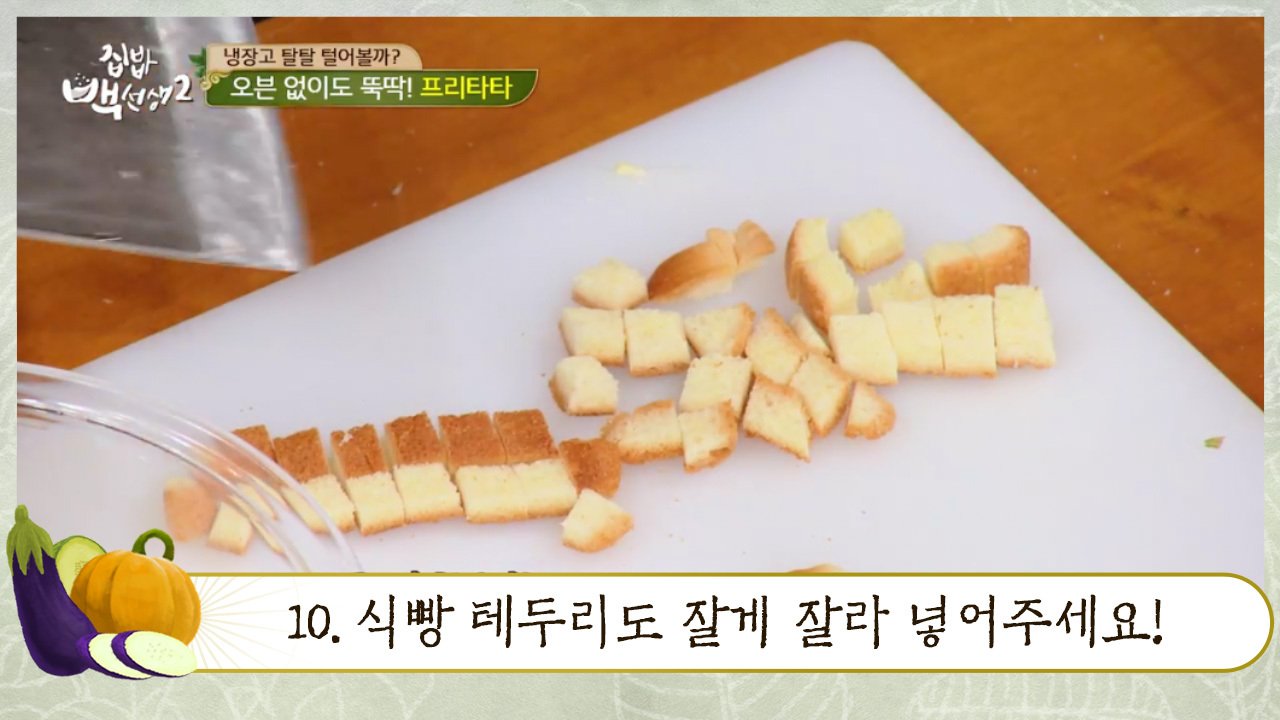 집밥
백선생2
냉장고 탈탈 털어볼까?
오븐 없이도 뚝딱! 프리타타
10. 식빵 테두리도 잘게 잘라 넣어주세요!